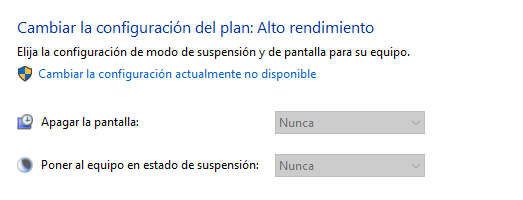 Cambiar la configuración del plan: Alto rendimiento
Elija la configuración de modo de suspensión y de pantalla para su equipo.
Cambiar la configuración actualmente no disponible
Apagar la pantalla: Nunca
Poner al equipo en estado de suspensión: Nunca